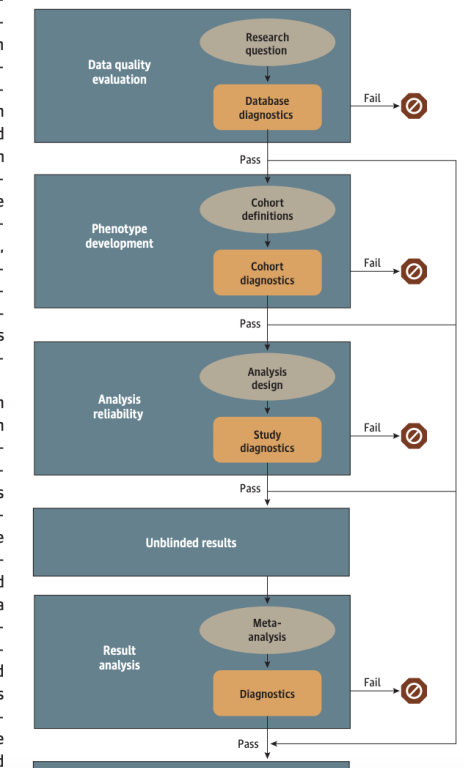 Research
question
Data quality
evaluation
Database
diagnostics
Fail
Pass
Cohort
definitions
Phenotype
development
Cohort
diagnostics
Fail
Pass
Analysis
design
Analysis
reliability
Study
diagnostics
Fail
Pass
Unblinded results
Meta-
analysis
Result
analysis
Diagnostics
Fail
Pass